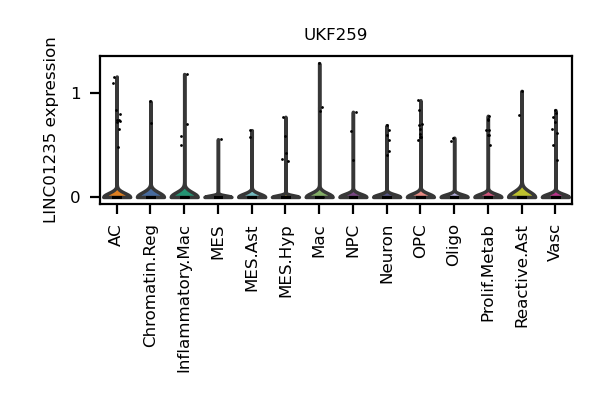 UKF259
LINC01235 expression
1
0
AC
Chromatin.Reg
Inflammatory.Mac
MES
MES.Ast
MES.Hyp
Mac
NPC
Neuron
OPC
Oligo
Prolif.Metab
Reactive.Ast
Vasc